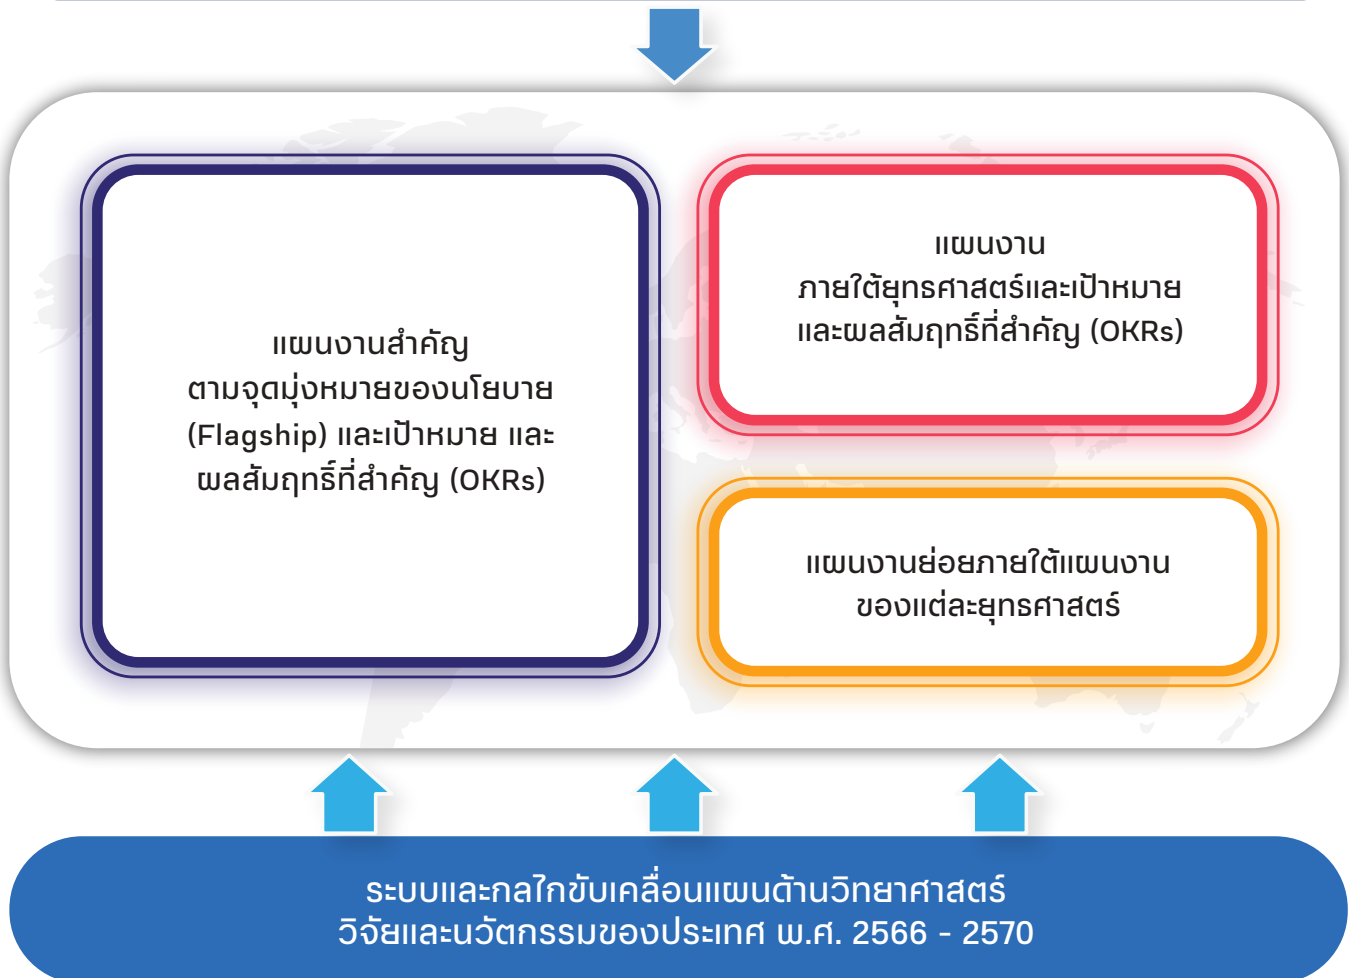 แผนงานสำคัญ
ตามจุดมุ่งหมายของนโยบาย
(Flagship) และเป้าหมาย และ
ผลสัมฤทธิ์ที่สำคัญ (OKRs)
แผนงาน
ภายใต้ยุทธศาสตร์และเป้าหมาย
และผลสัมฤทธิ์ที่สำคัญ (OKRs)
แผนงานย่อยภายใต้แผนงาน
ของแต่ละยุทธศาสตร์
ระบบและกลไกขับเคลื่อนแผนด้านวิทยาศาสตร์
วิจัยและนวัตกรรมของประเทศ พ.ศ. 2566 - 2570